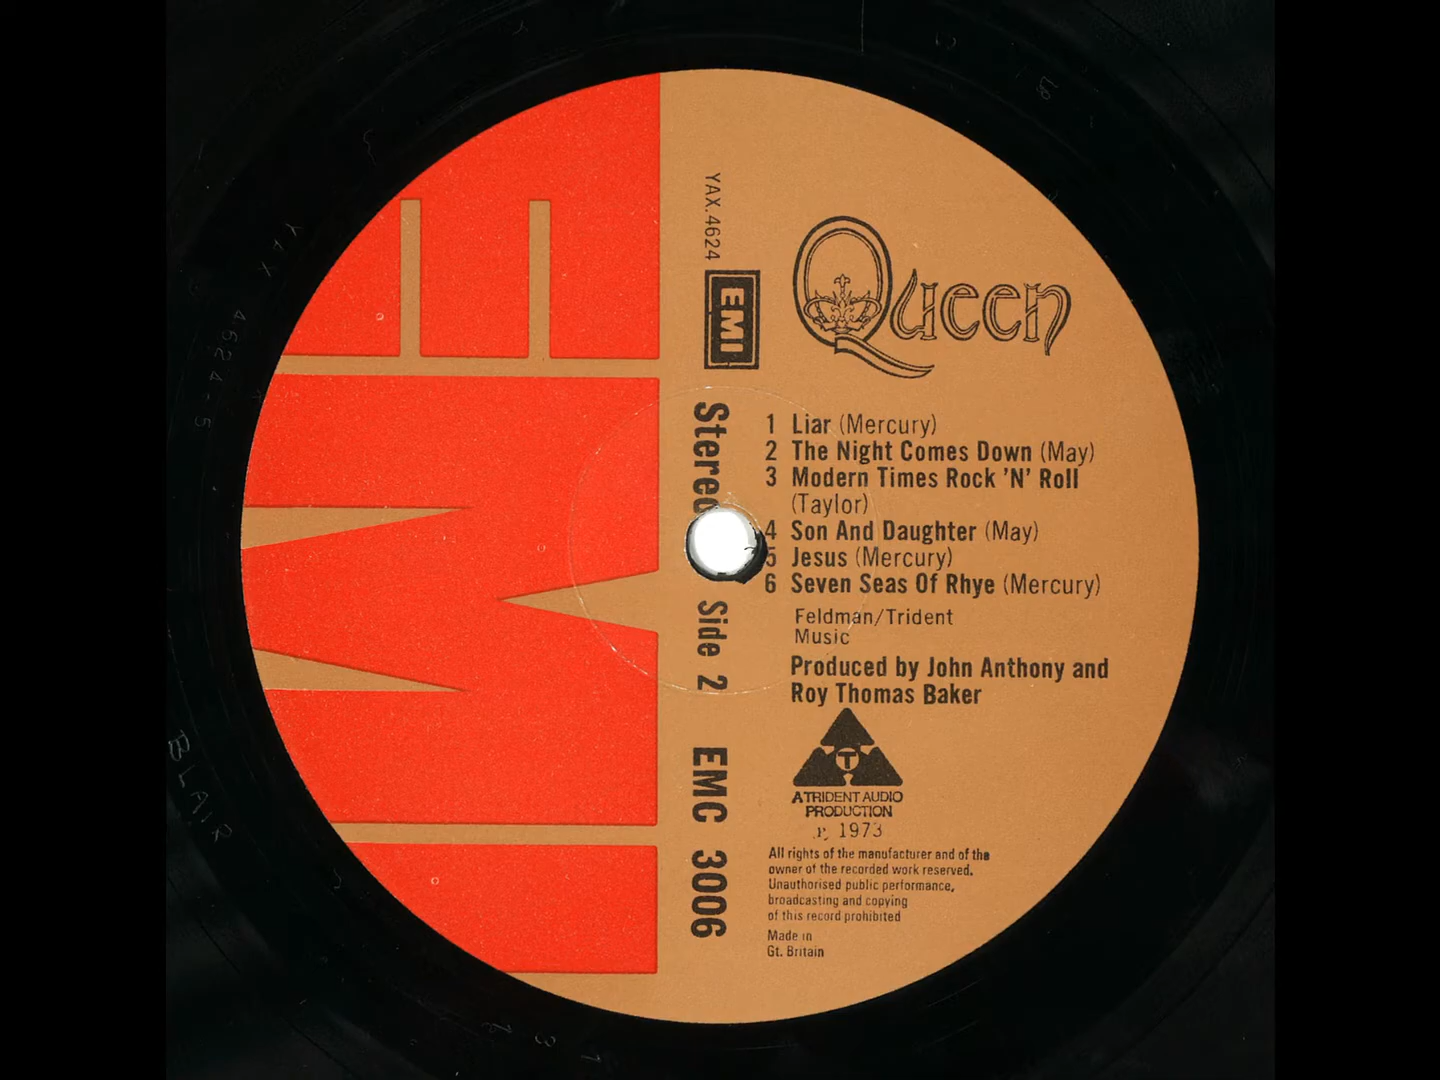 Queen
YAX.4624
EMI
Stereo
Side 2
EMC 3006
1 Liar (Mercury)
2 The Night Comes Down (May)
3 Modern Times Rock 'N' Roll
(Taylor)
4 Son And Daughter (May)
5 Jesus (Mercury)
6 Seven Seas Of Rhye (Mercury)
Feldman/Trident
Music
Produced by John Anthony and
Roy Thomas Baker
T
A TRIDENT AUDIO
PRODUCTION
℗ 1973
All rights of the manufacturer and of the
owner of the recorded work reserved.
Unauthorised public performance,
broadcasting and copying
of this record prohibited
Made in
Gt. Britain
EMI
YAX 4624-5
BLAIR